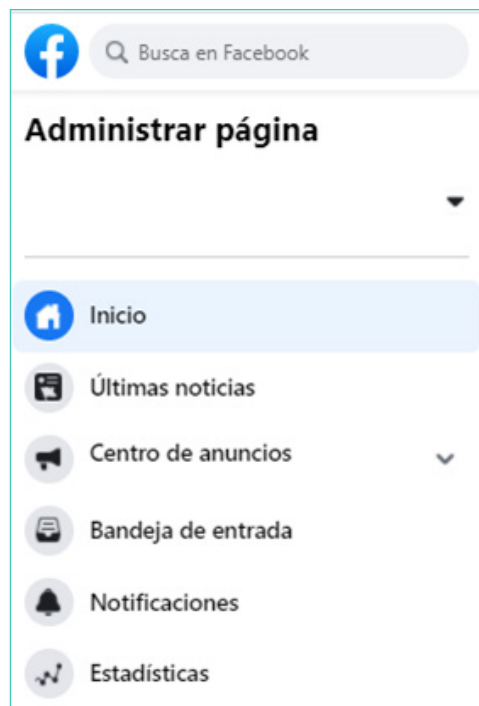 Busca en Facebook
Administrar página
Inicio
Últimas noticias
Centro de anuncios
Bandeja de entrada
Notificaciones
Estadísticas